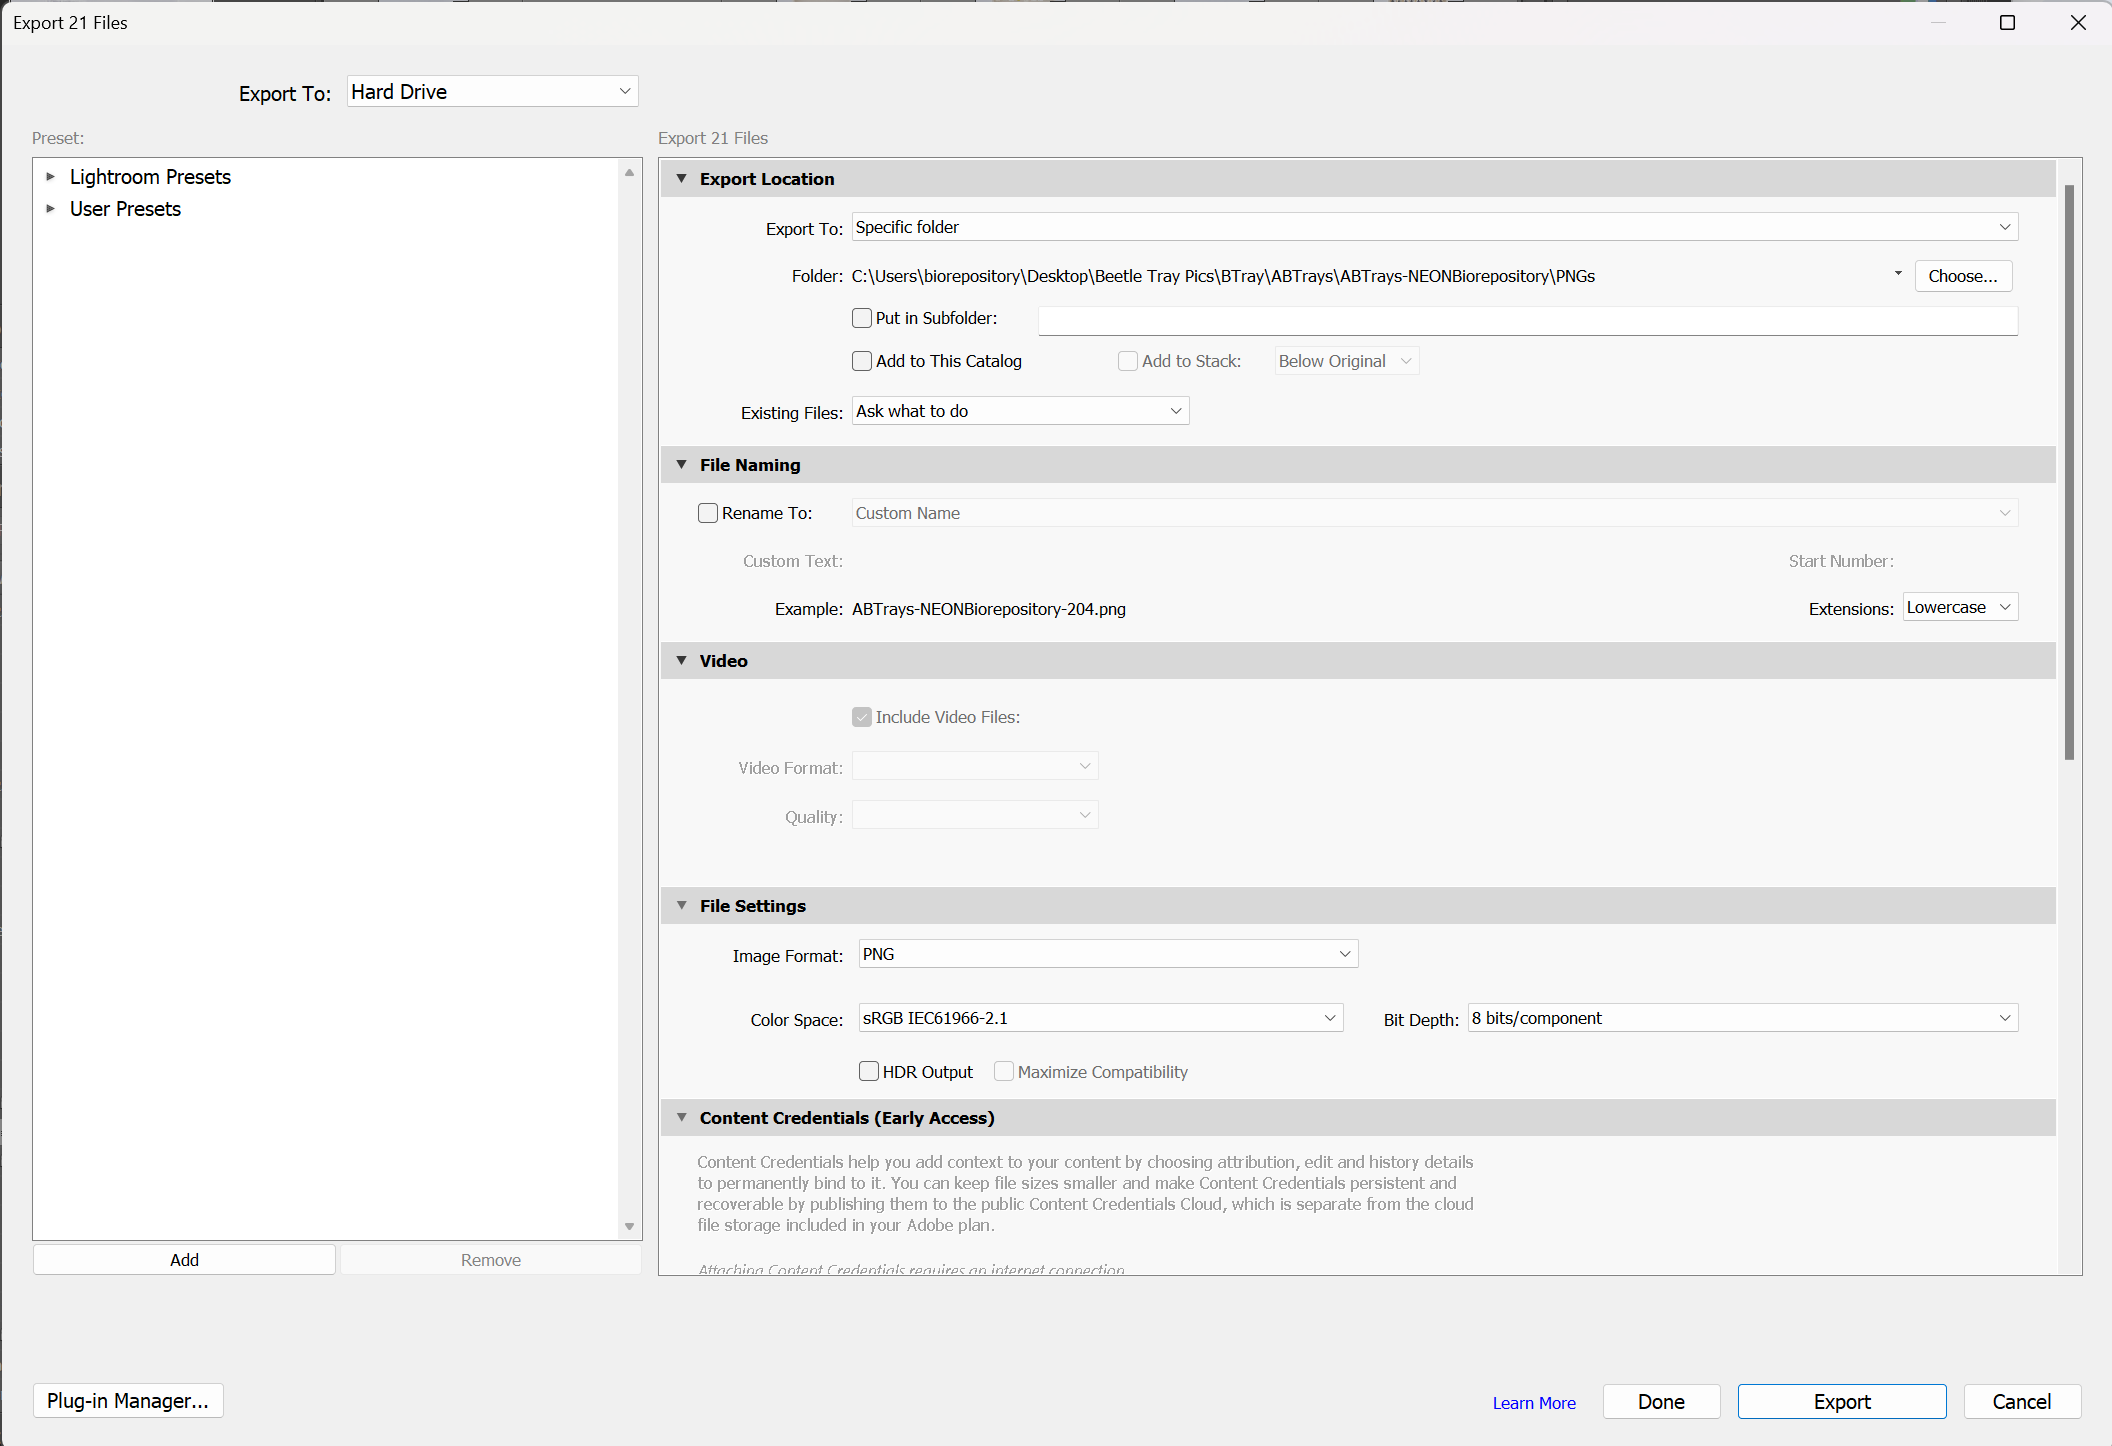 Export 21 Files
Export To: Hard Drive
Preset:
Lightroom Presets
User Presets
Add
Remove
Export 21 Files
Export Location
Export To: Specific folder
Folder: C:\Users\biorepository\Desktop\Beetle Tray Pics\BTray\ABTrays\ABTrays-NEONBiorepository\PNGs Choose...
Put in Subfolder:
Add to This Catalog Add to Stack: Below Original
Existing Files: Ask what to do
File Naming
Rename To: Custom Name
Custom Text: Start Number:
Example: ABTrays-NEONBiorepository-204.png Extensions: Lowercase
Video
Include Video Files:
Video Format:
Quality:
File Settings
Image Format: PNG
Color Space: sRGB IEC61966-2.1 Bit Depth: 8 bits/component
HDR Output Maximize Compatibility
Content Credentials (Early Access)
Content Credentials help you add context to your content by choosing attribution, edit and history details
to permanently bind to it. You can keep file sizes smaller and make Content Credentials persistent and
recoverable by publishing them to the public Content Credentials Cloud, which is separate from the cloud
file storage included in your Adobe plan.
Attaching Content Credentials requires an internet connection
Plug-in Manager... Learn More Done Export Cancel